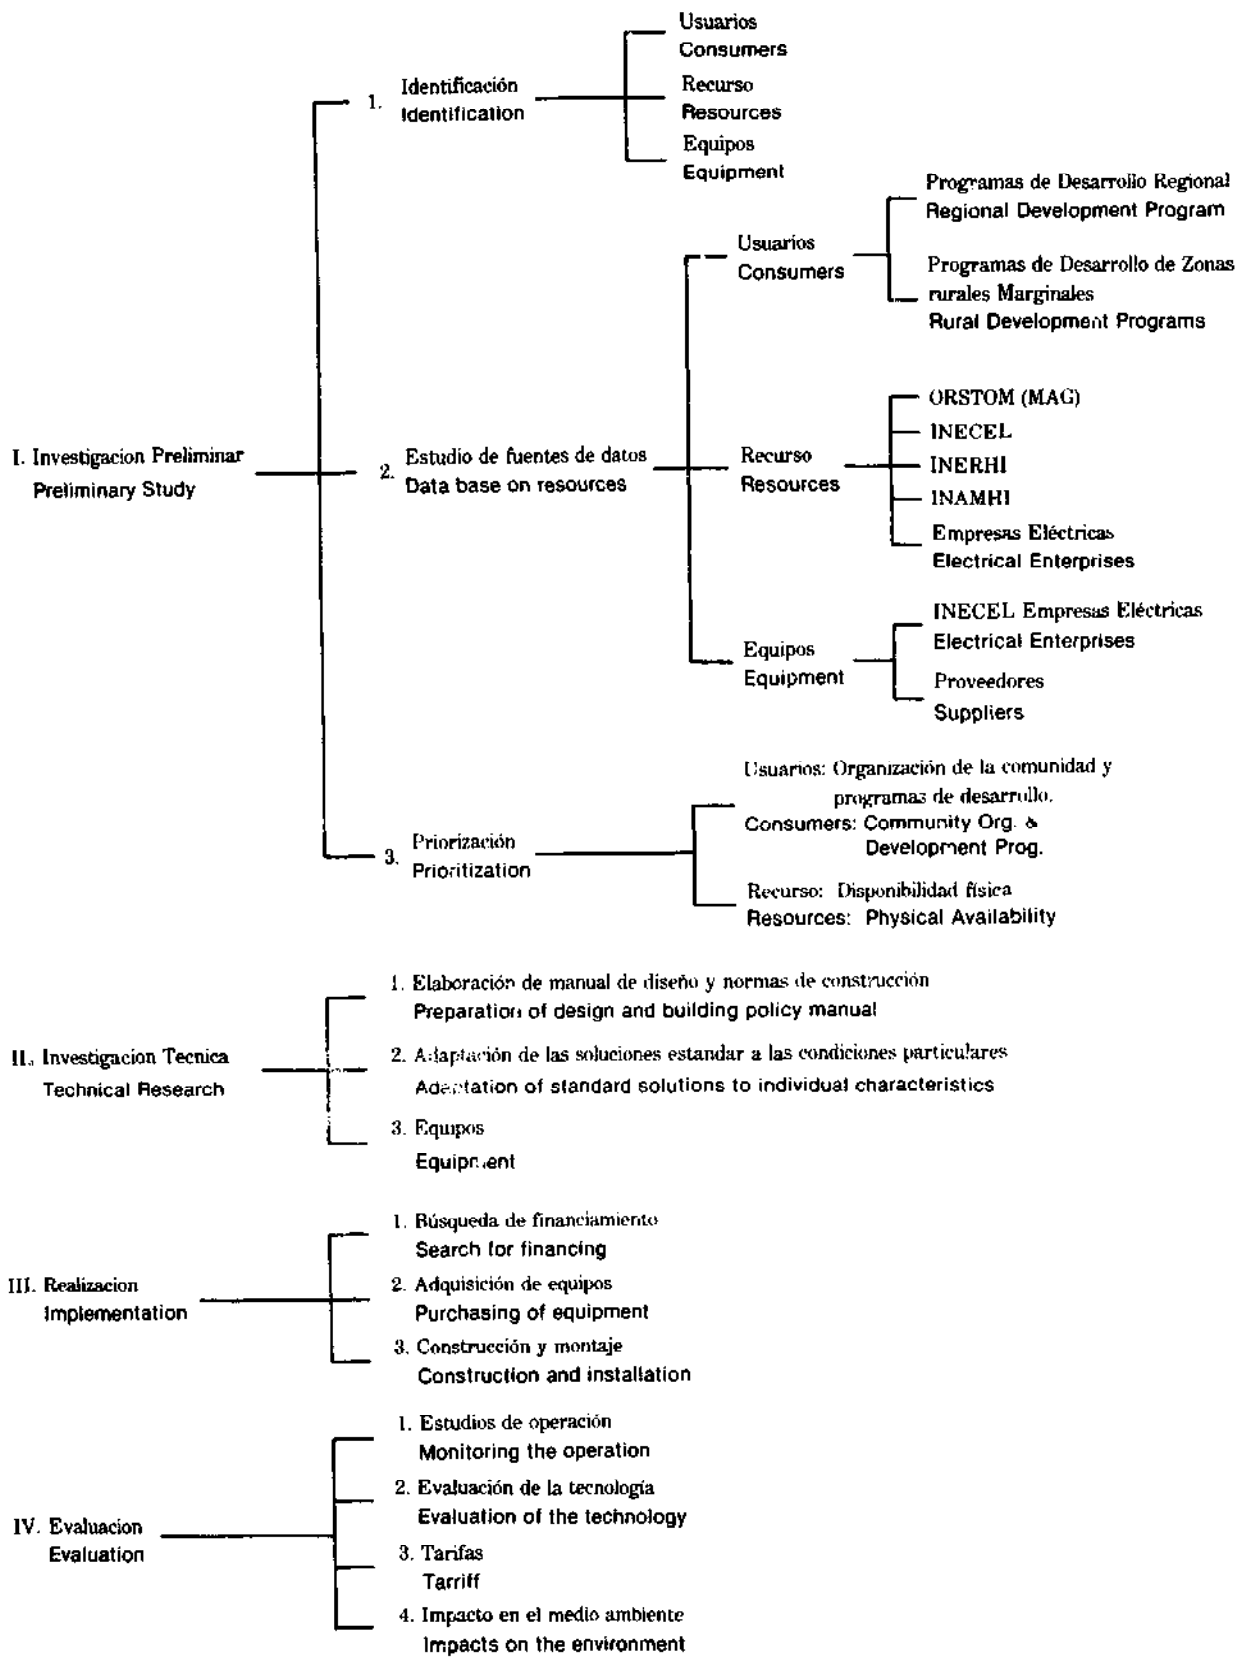 Usuarios
Consumers
1. Identificación
Identification
Recurso
Resources
Equipos
Equipment
Programas de Desarrollo Regional
Regional Development Program
Usuarios
Consumers
Programas de Desarrollo de Zonas
rurales Marginales
Rural Development Programs
I. Investigacion Preliminar
Preliminary Study
2. Estudio de fuentes de datos
Data base on resources
Recurso
Resources
ORSTOM (MAG)
INECEL
INERHI
INAMHI
Empresas Eléctricas
Electrical Enterprises
Equipos
Equipment
INECEL Empresas Eléctricas
Electrical Enterprises
Proveedores
Suppliers
3. Priorización
Prioritization
Usuarios: Organización de la comunidad y
programas de desarrollo.
Consumers: Community Org. &
Development Prog.
Recurso: Disponibilidad física
Resources: Physical Availability
II. Investigacion Tecnica
Technical Research
1. Elaboración de manual de diseño y normas de construcción
Preparation of design and building policy manual
2. Adaptación de las soluciones estandar a las condiciones particulares
Adaptation of standard solutions to individual characteristics
3. Equipos
Equipment
III. Realizacion
Implementation
1. Búsqueda de financiamiento
Search for financing
2. Adquisición de equipos
Purchasing of equipment
3. Construcción y montaje
Construction and installation
IV. Evaluacion
Evaluation
1. Estudios de operación
Monitoring the operation
2. Evaluación de la tecnología
Evaluation of the technology
3. Tarifas
Tarriff
4. Impacto en el medio ambiente
Impacts on the environment